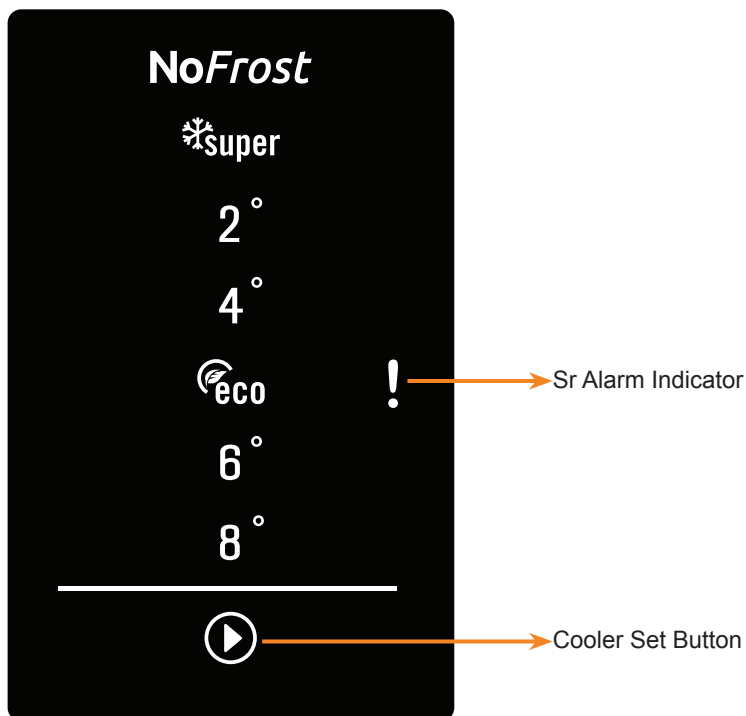 NoFrost
super
2°
4°
eco
! Sr Alarm Indicator
6°
8°
Cooler Set Button